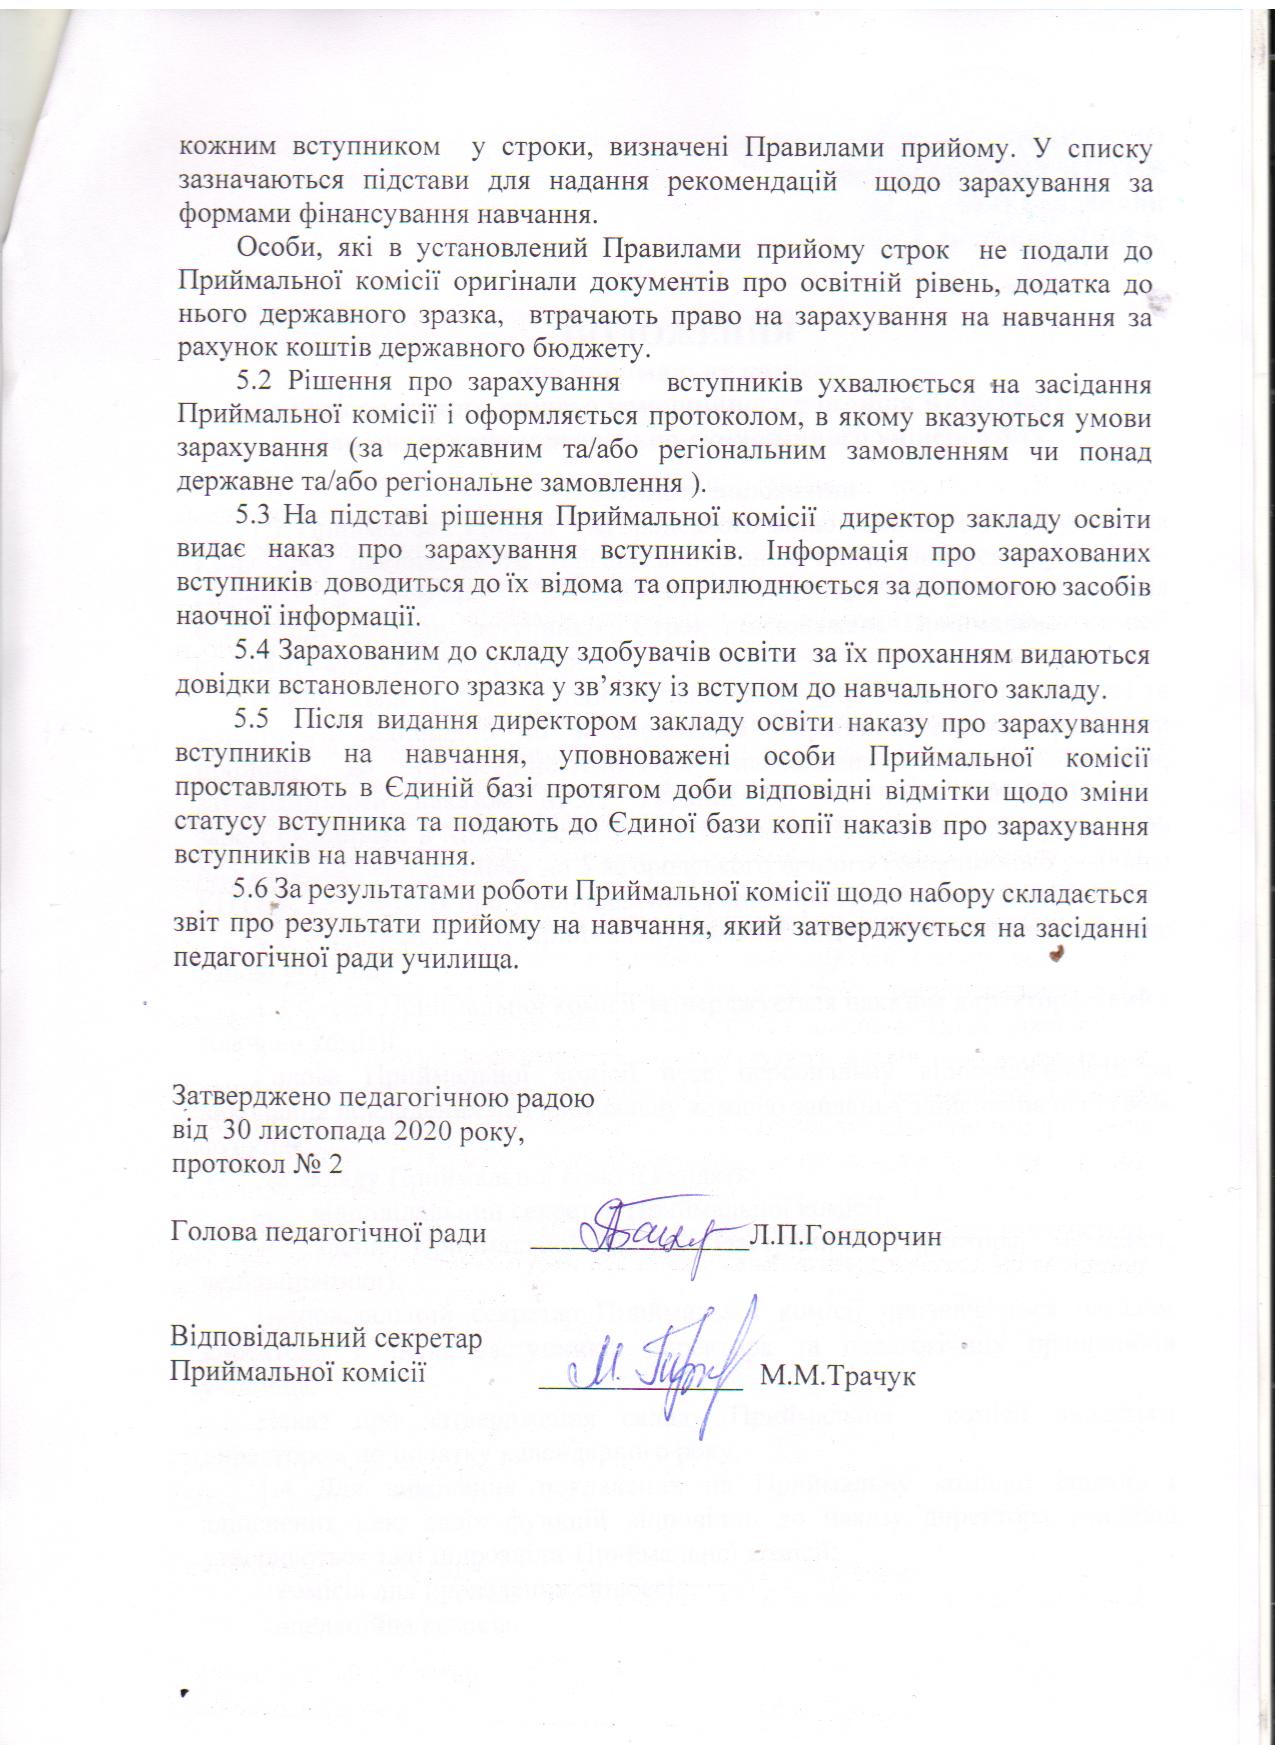 кожним вступником у строки, визначені Правилами прийому. У списку
зазначаються підстави для надання рекомендацій щодо зарахування за
формами фінансування навчання.
Особи, які в установлений Правилами прийому строк не подали до
Приймальної комісії оригінали документів про освітній рівень, додатка до
нього державного зразка, втрачають право на зарахування на навчання за
рахунок коштів державного бюджету.
5.2 Рішення про зарахування вступників ухвалюється на засідання
Приймальної комісії і оформляється протоколом, в якому вказуються умови
зарахування (за державним та/або регіональним замовленням чи понад
державне та/або регіональне замовлення ).
5.3 На підставі рішення Приймальної комісії директор закладу освіти
видає наказ про зарахування вступників. Інформація про зарахованих
вступників доводиться до їх відома та оприлюднюється за допомогою засобів
наочної інформації.
5.4 Зарахованим до складу здобувачів освіти за їх проханням видаються
довідки встановленого зразка у зв’язку із вступом до навчального закладу.
5.5 Після видання директором закладу освіти наказу про зарахування
вступників на навчання, уповноважені особи Приймальної комісії
проставляють в Єдиній базі протягом доби відповідні відмітки щодо зміни
статусу вступника та подають до Єдиної бази копії наказів про зарахування
вступників на навчання.
5.6 За результатами роботи Приймальної комісії щодо набору складається
звіт про результати прийому на навчання, який затверджується на засіданні
педагогічної ради училища.
Затверджено педагогічною радою
від 30 листопада 2020 року,
протокол № 2
Голова педагогічної ради _______________Л.П.Гондорчин
Відповідальний секретар
Приймальної комісії ______________ М.М.Трачук